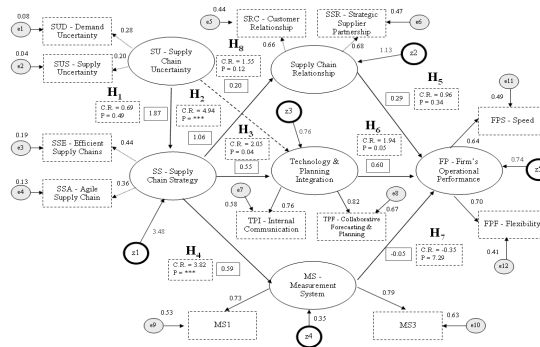 0.08
e1
SUD - Demand
Uncertainty
0.28
0.04
e2
SUS - Supply
Uncertainty
0.20
SU - Supply
Chain
Uncertainty
0.44
e5
SRC - Customer
Relationship
0.66
SSR - Strategic
Supplier
Partnership
0.47
e6
0.68
1.13
z2
H8
C.R. = 1.55
P = 0.12
0.20
Supply Chain
Relationship
H1
C.R. = 0.69
P = 0.49
1.87
H2
C.R. = 4.94
P = ***
1.06
H5
C.R. = 0.96
P = 0.34
0.29
e11
0.49
FPS - Speed
0.64
0.19
e3
SSE - Efficient
Supply Chains
0.44
0.13
e4
SSA - Agile
Supply Chain
0.36
SS - Supply
Chain Strategy
z3
0.76
H3
C.R. = 2.05
P = 0.04
0.55
Technology &
Planning
Integration
H6
C.R. = 1.94
P = 0.05
0.60
FP - Firm's
Operational
Performance
0.74
z5
e7
0.58
TPI - Internal
Communication
0.76
0.82
e8
0.67
TPF - Collaborative
Forecasting &
Planning
0.70
FPF - Flexibility
0.41
e12
3.48
z1
H4
C.R. = 3.82
P = ***
0.59
H7
C.R. = -0.35
P = 7.29
-0.05
MS -
Measurement
System
0.35
z4
0.73
0.53
e9
MS1
0.79
MS3
0.63
e10